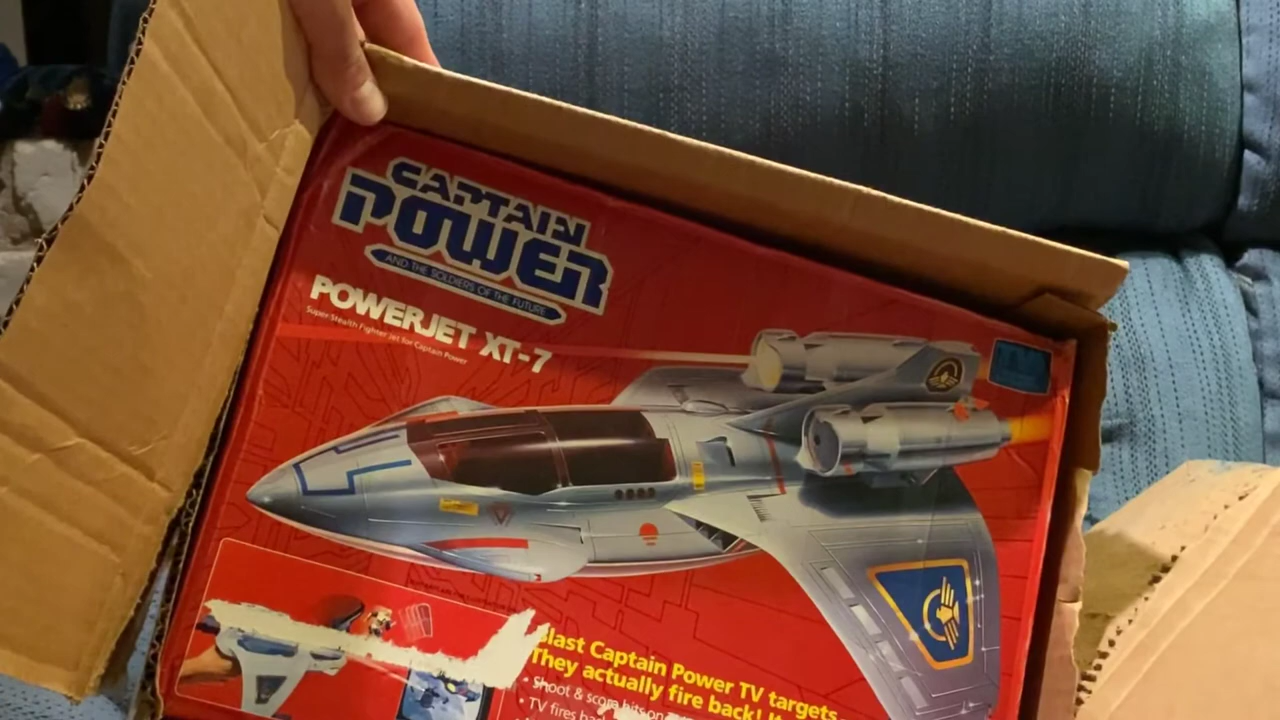 CAPTAIN
POWER
AND THE SOLDIERS OF THE FUTURE
POWERJET XT-7
Super Stealth Fighter Jet for Captain Power
Blast Captain Power TV targets.
They actually fire back!
• Shoot & score hits on
• TV fires back